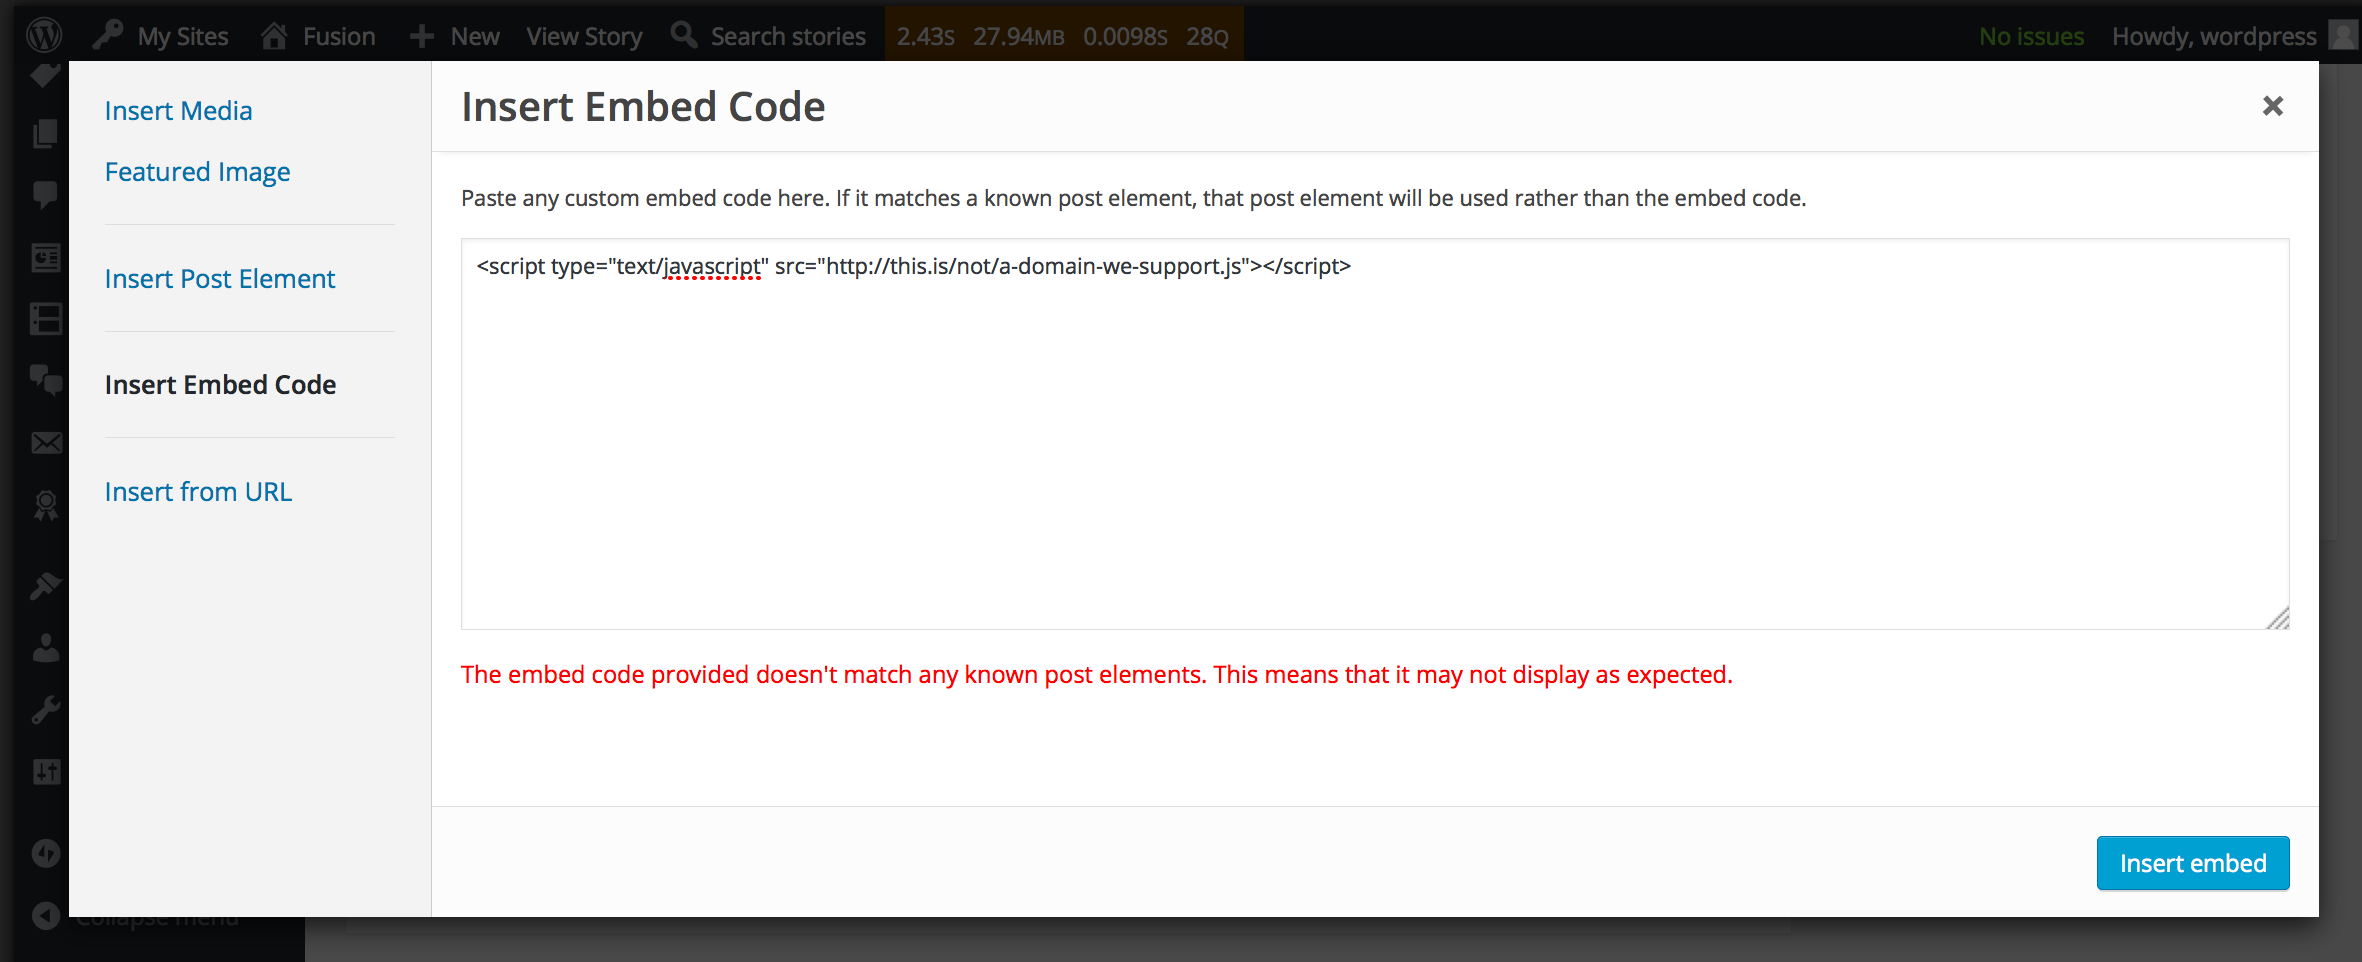 My Sites Fusion New View Story Search stories 2.43S 27.94MB 0.0098S 28Q No issues Howdy, wordpress
Insert Media
Featured Image
Insert Post Element
Insert Embed Code
Insert from URL
Insert Embed Code
Paste any custom embed code here. If it matches a known post element, that post element will be used rather than the embed code.
<script type="text/javascript" src="http://this.is/not/a-domain-we-support.js"></script>
The embed code provided doesn't match any known post elements. This means that it may not display as expected.
Insert embed
Collapse menu